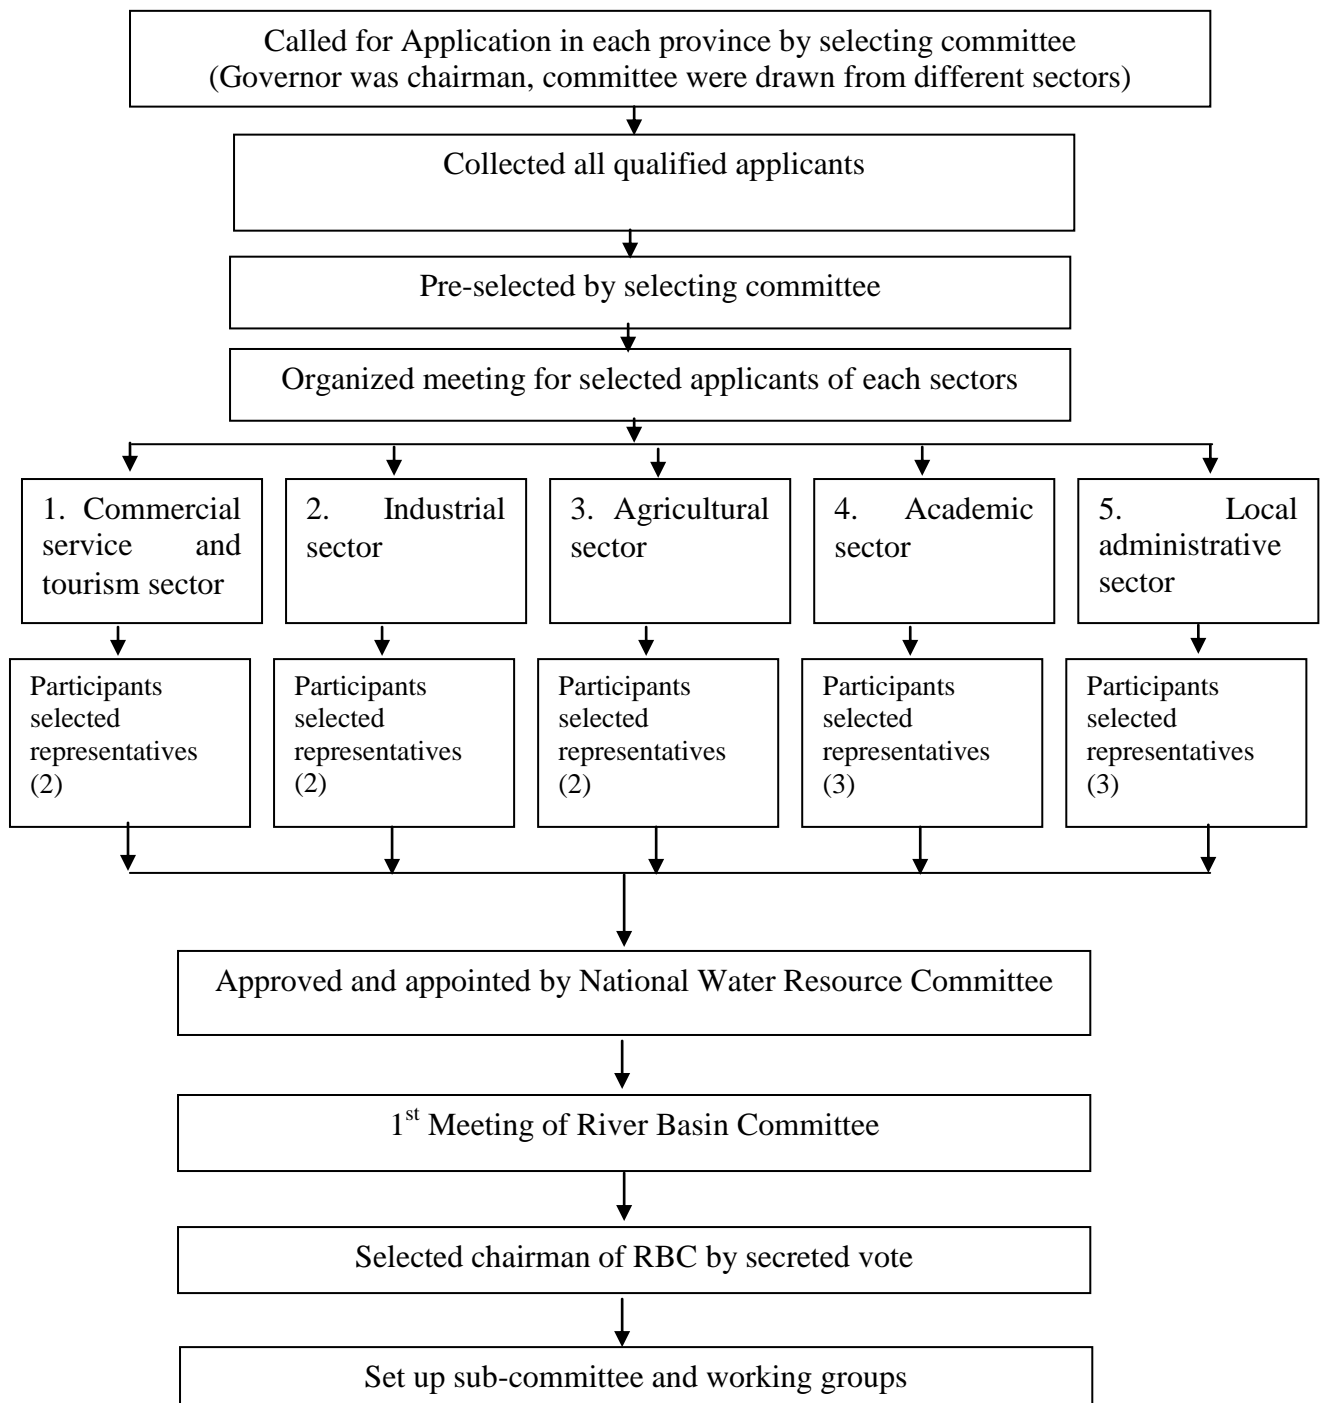 Called for Application in each province by selecting committee
(Governor was chairman, committee were drawn from different sectors)
Collected all qualified applicants
Pre-selected by selecting committee
Organized meeting for selected applicants of each sectors
1. Commercial
service and
tourism sector
2. Industrial
sector
3. Agricultural
sector
4. Academic
sector
5. Local
administrative
sector
Participants
selected
representatives
(2)
Participants
selected
representatives
(2)
Participants
selected
representatives
(2)
Participants
selected
representatives
(3)
Participants
selected
representatives
(3)
Approved and appointed by National Water Resource Committee
1st Meeting of River Basin Committee
Selected chairman of RBC by secreted vote
Set up sub-committee and working groups